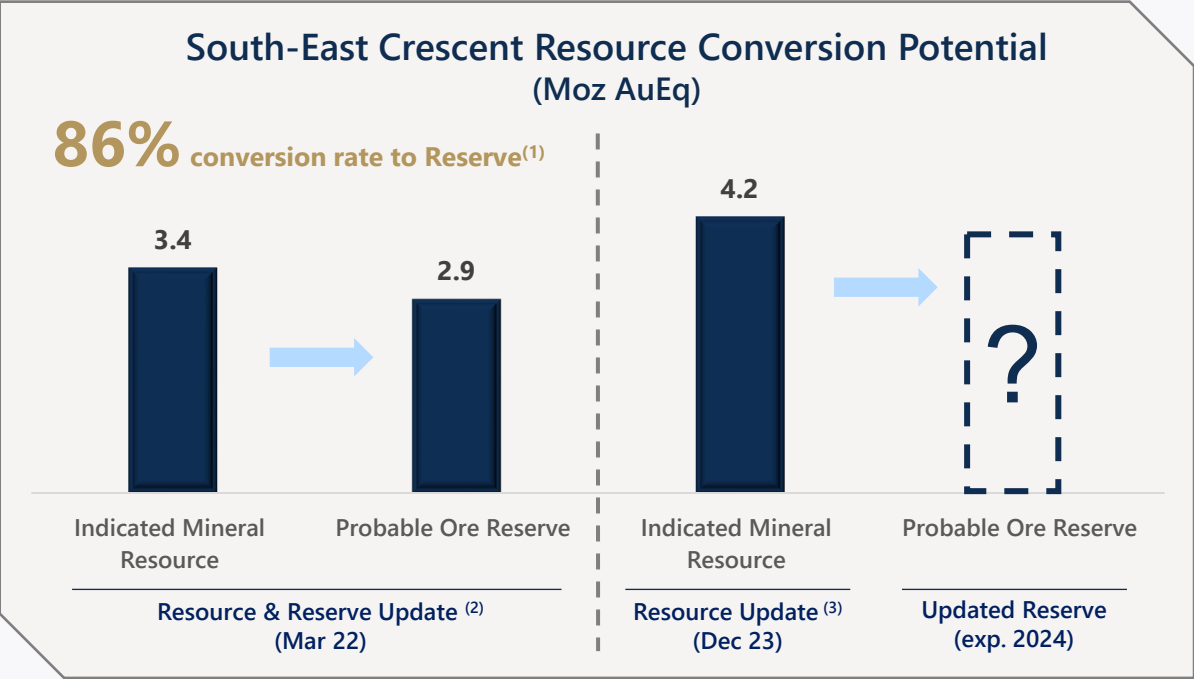 South-East Crescent Resource Conversion Potential
(Moz AuEq)
86% conversion rate to Reserve(1)
3.4
2.9
Indicated Mineral
Resource
Probable Ore Reserve
Resource & Reserve Update (2)
(Mar 22)
4.2
?
Indicated Mineral
Resource
Probable Ore Reserve
Resource Update (3)
(Dec 23)
Updated Reserve
(exp. 2024)